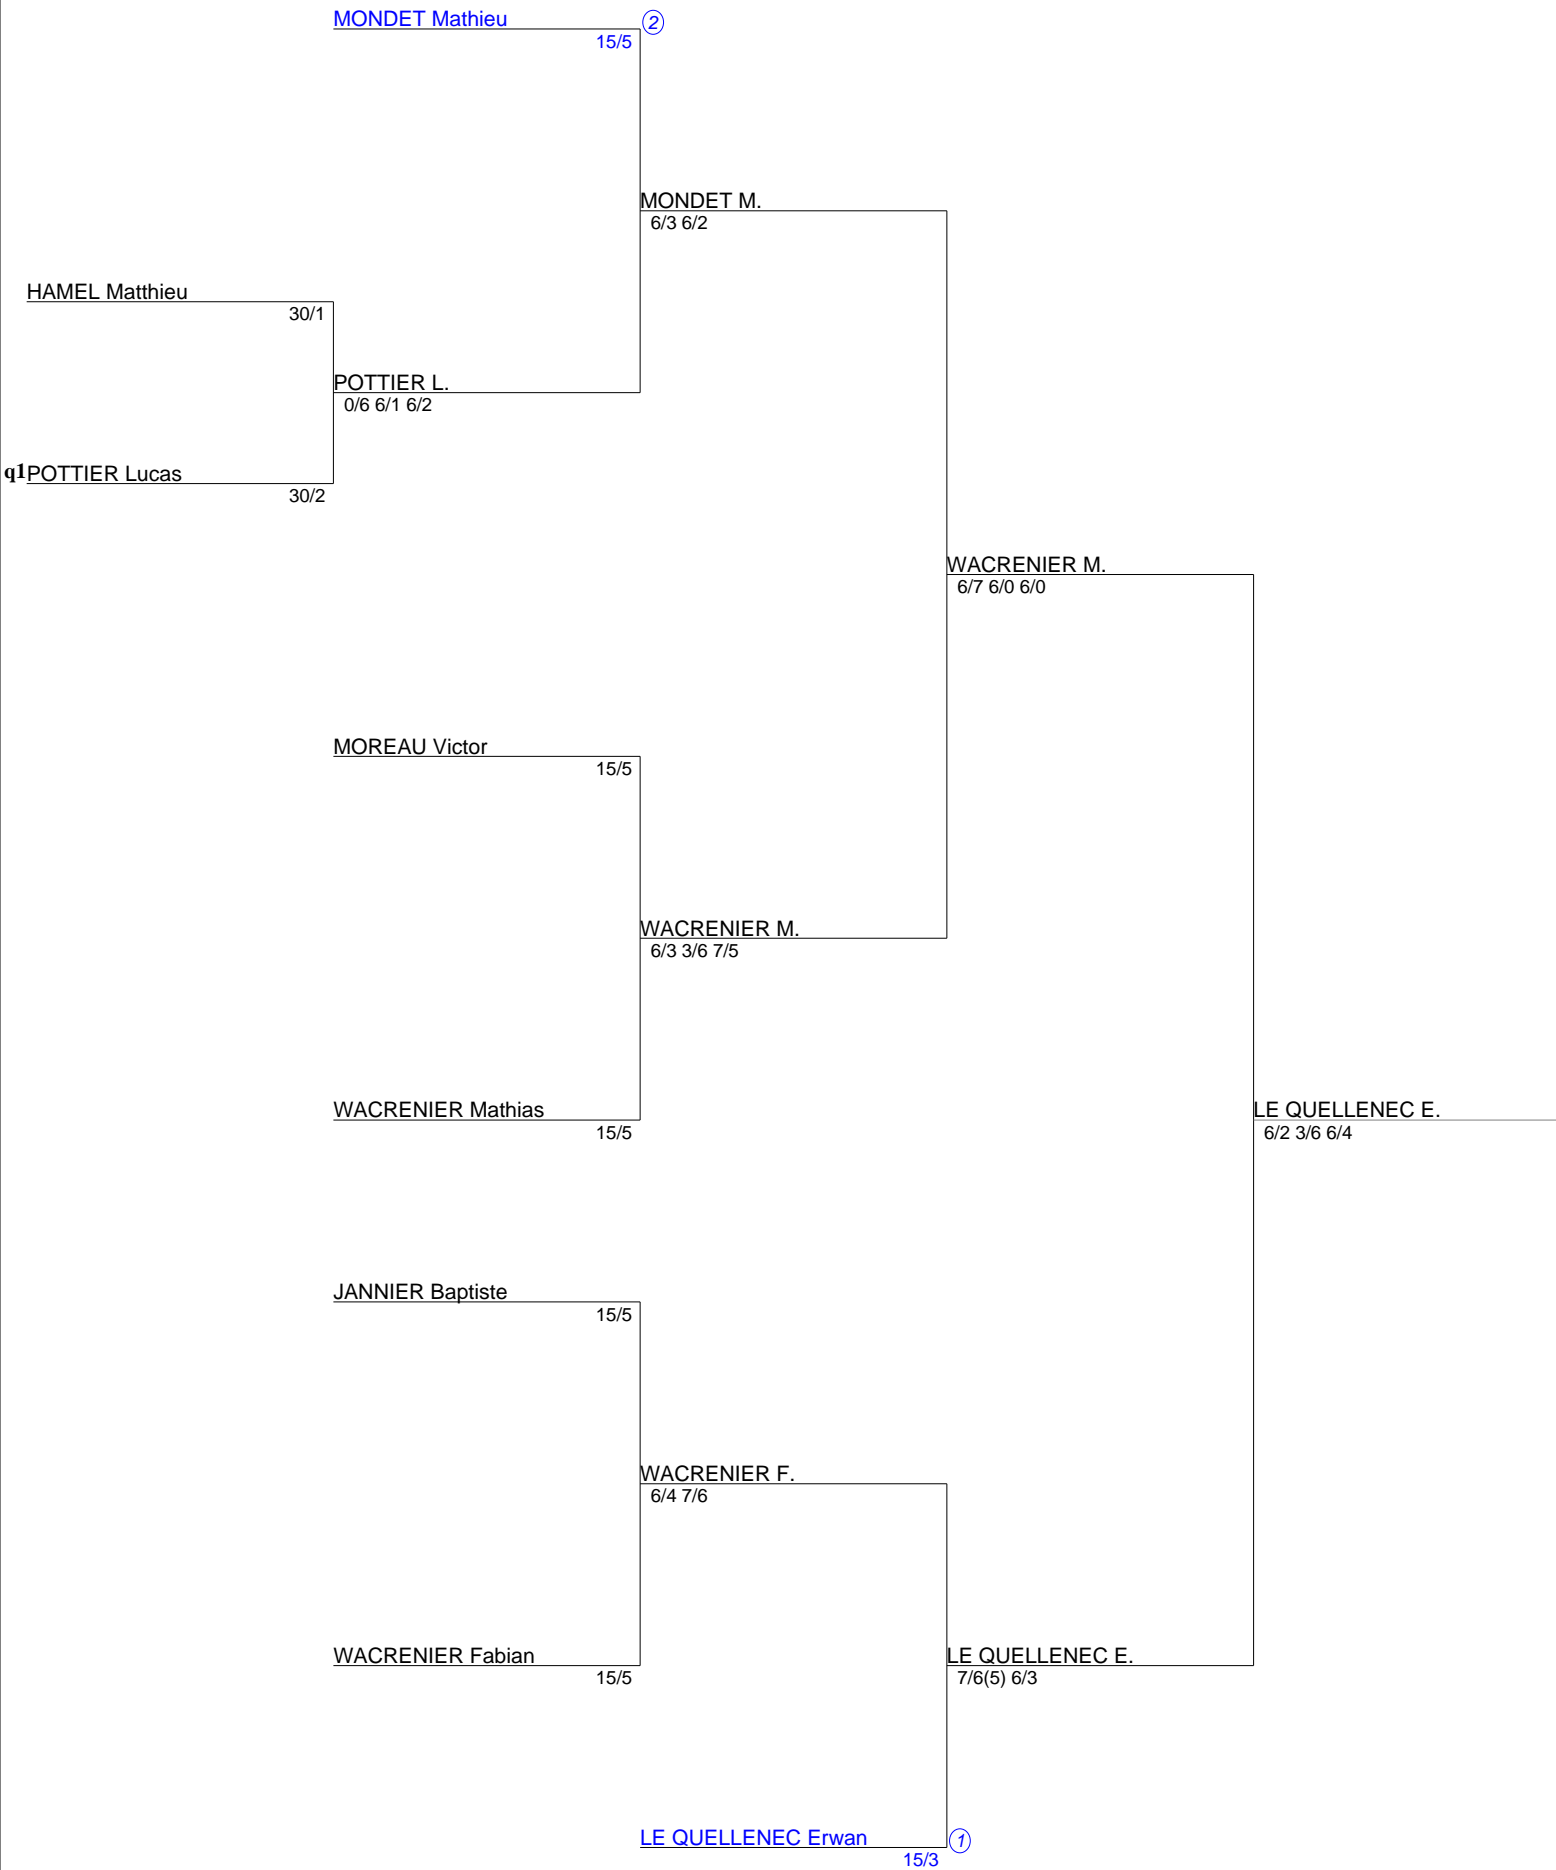 MONDET Mathieu
2
15/5
MONDET M.
6/3 6/2
HAMEL Matthieu
30/1
POTTIER L.
0/6 6/1 6/2
q1 POTTIER Lucas
30/2
WACRENIER M.
6/7 6/0 6/0
MOREAU Victor
15/5
WACRENIER M.
6/3 3/6 7/5
WACRENIER Mathias
15/5
LE QUELLENEC E.
6/2 3/6 6/4
JANNIER Baptiste
15/5
WACRENIER F.
6/4 7/6
WACRENIER Fabian
15/5
LE QUELLENEC E.
7/6(5) 6/3
LE QUELLENEC Erwan
1
15/3